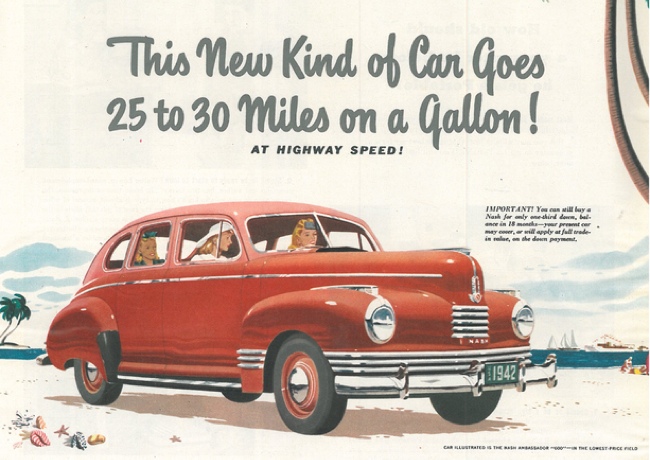 This New Kind of Car Goes
25 to 30 Miles on a Gallon!
AT HIGHWAY SPEED!
IMPORTANT! You can still buy a
Nash for only one-third down, bal-
ance in 18 months—your present car
may cover, or will apply at full trade-
in value, on the down payment.
NASH
1942
CAR ILLUSTRATED IS THE NASH AMBASSADOR "600"—IN THE LOWEST-PRICE FIELD